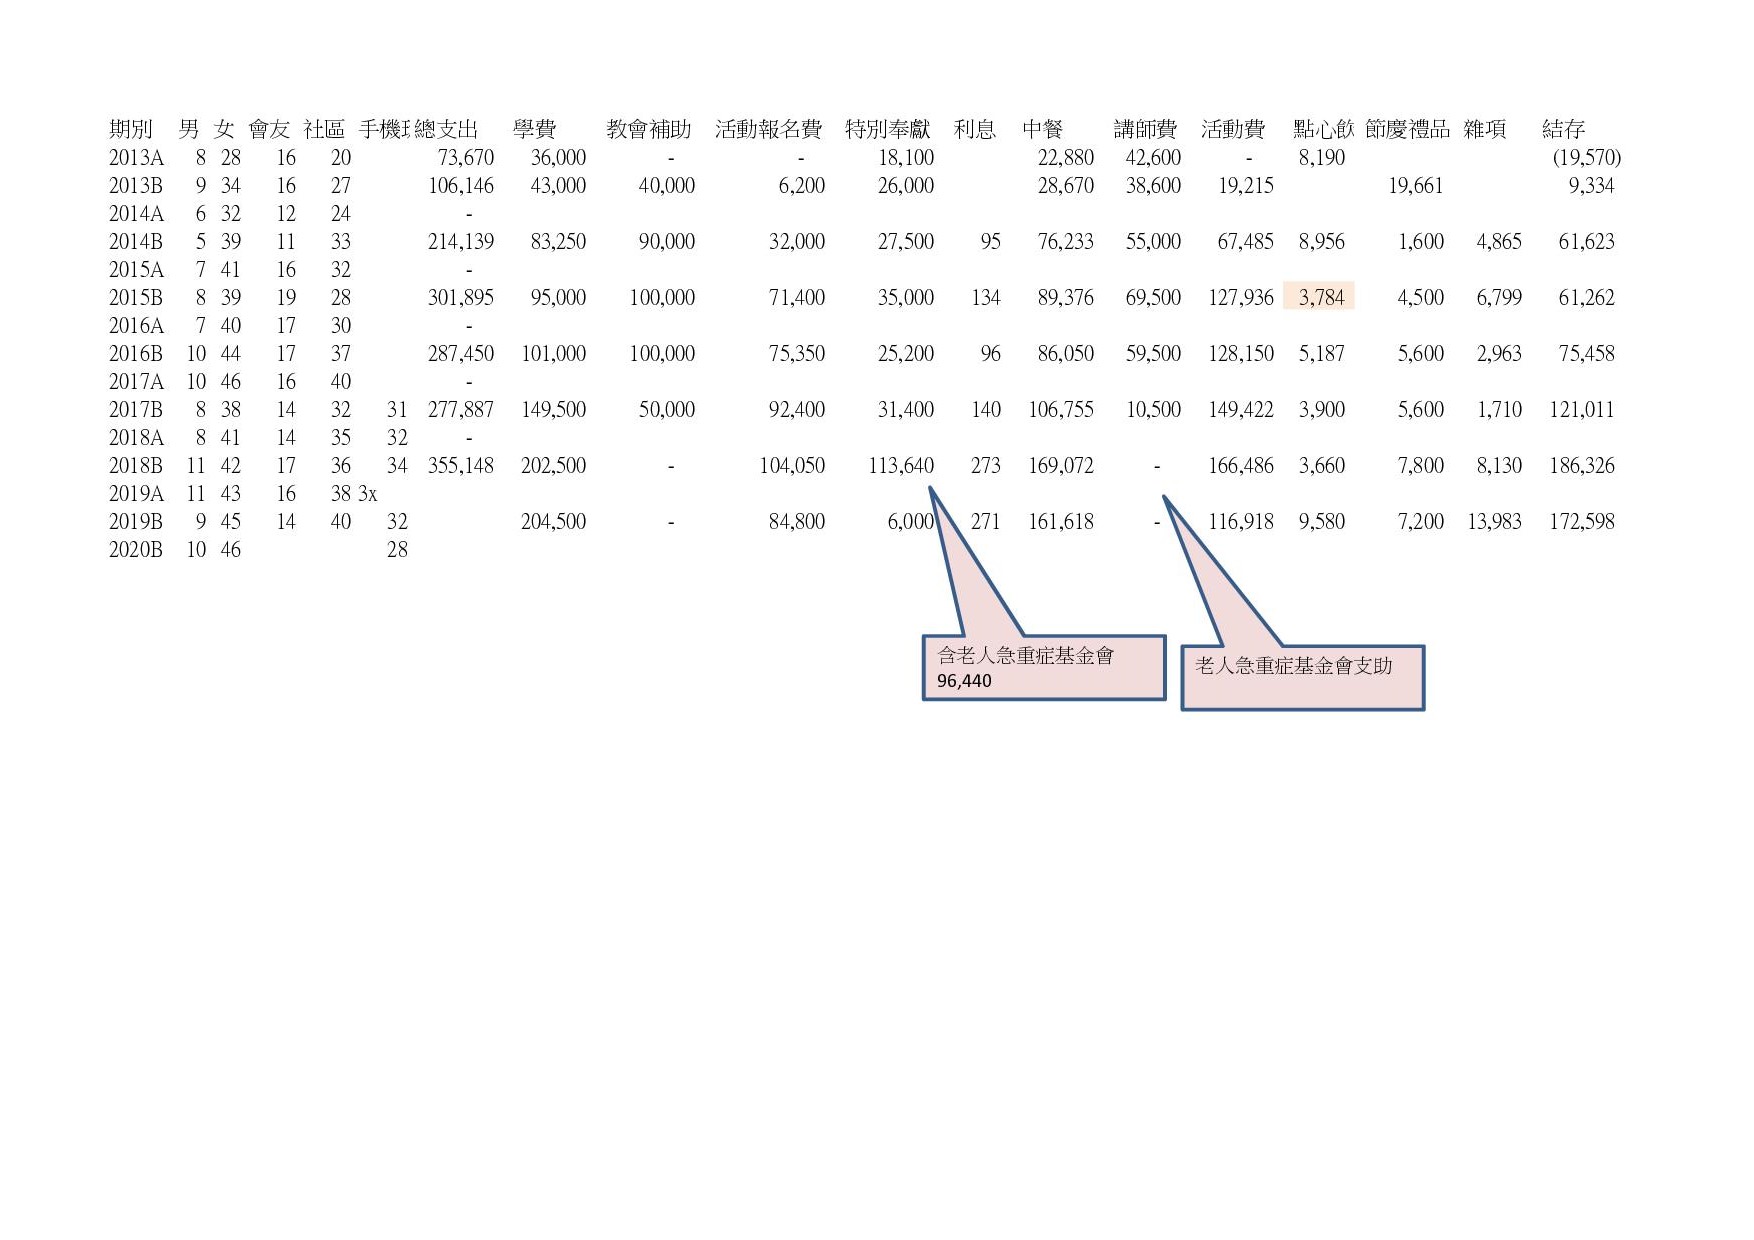 期別 男 女 會友 社區 手機 總支出 學費 教會補助 活動報名費 特別奉獻 利息 中餐 講師費 活動費 點心飲 節慶禮品 雜項 結存
2013A 8 28 16 20 73,670 36,000 - - 18,100 22,880 42,600 - 8,190 (19,570)
2013B 9 34 16 27 106,146 43,000 40,000 6,200 26,000 28,670 38,600 19,215 19,661 9,334
2014A 6 32 12 24 -
2014B 5 39 11 33 214,139 83,250 90,000 32,000 27,500 95 76,233 55,000 67,485 8,956 1,600 4,865 61,623
2015A 7 41 16 32 -
2015B 8 39 19 28 301,895 95,000 100,000 71,400 35,000 134 89,376 69,500 127,936 3,784 4,500 6,799 61,262
2016A 7 40 17 30 -
2016B 10 44 17 37 287,450 101,000 100,000 75,350 25,200 96 86,050 59,500 128,150 5,187 5,600 2,963 75,458
2017A 10 46 16 40 -
2017B 8 38 14 32 31 277,887 149,500 50,000 92,400 31,400 140 106,755 10,500 149,422 3,900 5,600 1,710 121,011
2018A 8 41 14 35 32 -
2018B 11 42 17 36 34 355,148 202,500 - 104,050 113,640 273 169,072 - 166,486 3,660 7,800 8,130 186,326
2019A 11 43 16 38 3x
2019B 9 45 14 40 32 204,500 - 84,800 6,000 271 161,618 - 116,918 9,580 7,200 13,983 172,598
2020B 10 46 28
含老人急重症基金會
96,440
老人急重症基金會支助